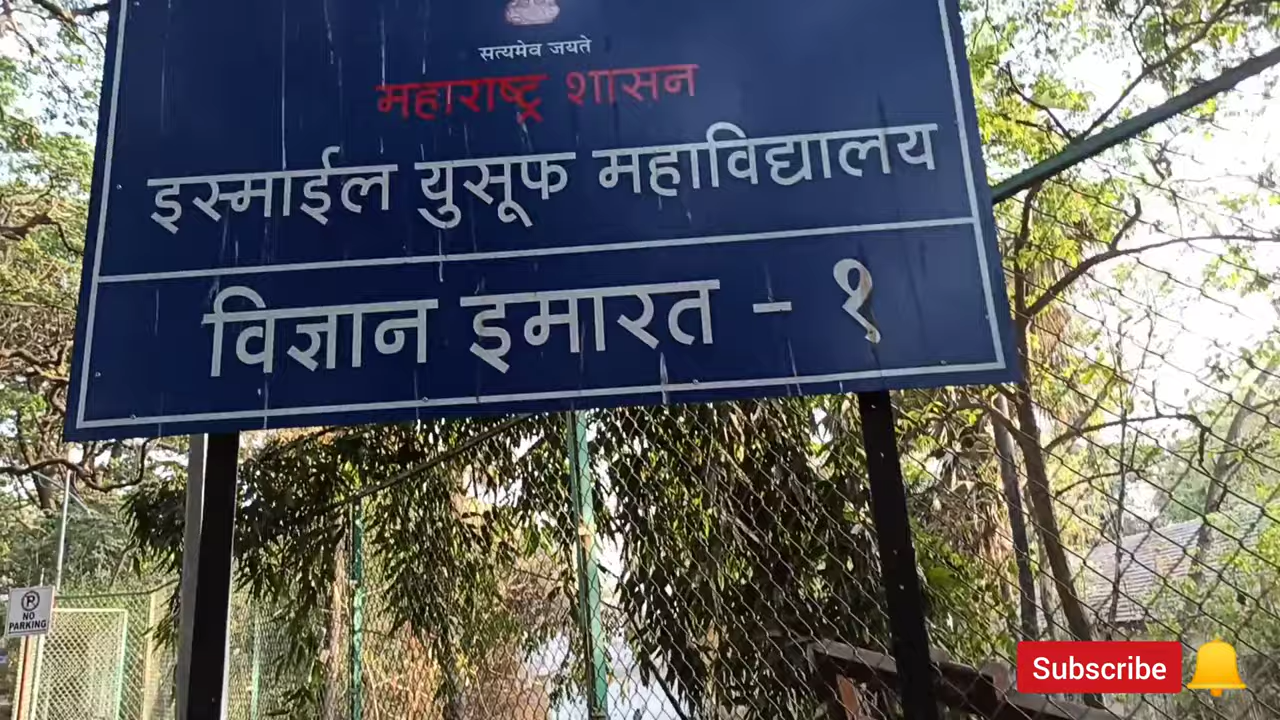 सत्यमेव जयते
महाराष्ट्र शासन
इस्माईल युसूफ महाविद्यालय
विज्ञान इमारत - १
P
NO
PARKING
Subscribe